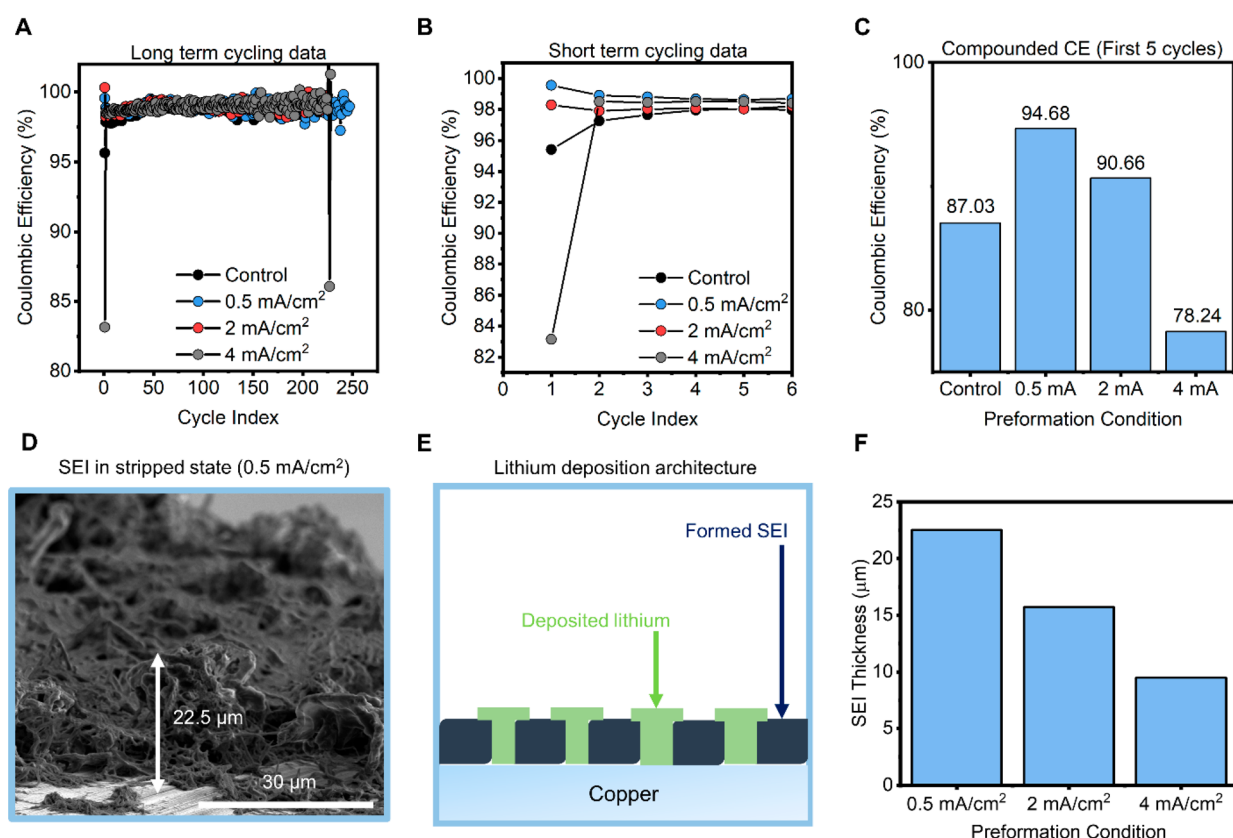 A
Long term cycling data
Coulombic Efficiency (%)
100
95
90
85
80
0 50 100 150 200 250
Cycle Index
Control
0.5 mA/cm²
2 mA/cm²
4 mA/cm²
B
Short term cycling data
Coulombic Efficiency (%)
100
98
96
94
92
90
88
86
84
82
0 1 2 3 4 5 6
Cycle Index
Control
0.5 mA/cm²
2 mA/cm²
4 mA/cm²
C
Compounded CE (First 5 cycles)
Coulombic Efficiency (%)
100
80
87.03
94.68
90.66
78.24
Control 0.5 mA 2 mA 4 mA
Preformation Condition
D
SEI in stripped state (0.5 mA/cm²)
22.5 µm
30 µm
E
Lithium deposition architecture
Formed SEI
Deposited lithium
Copper
F
SEI Thickness (µm)
25
20
15
10
5
0
0.5 mA/cm² 2 mA/cm² 4 mA/cm²
Preformation Condition